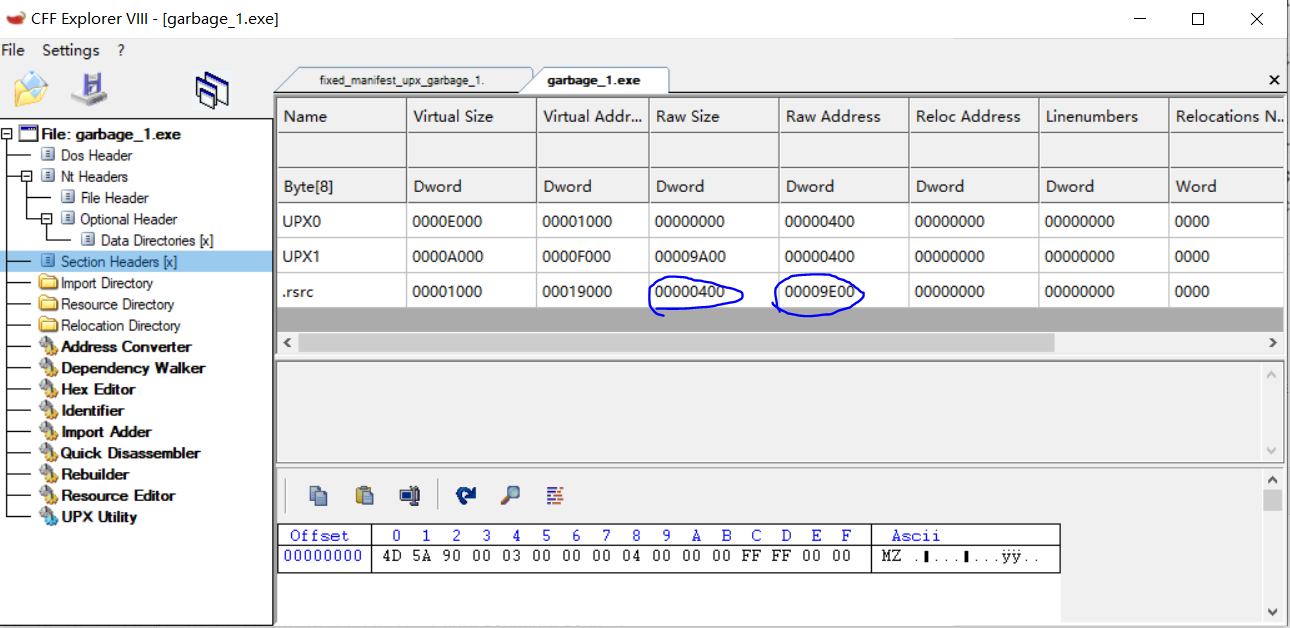 CFF Explorer VIII - [garbage_1.exe]
File Settings ?
fixed_manifest_upx_garbage_1. garbage_1.exe
File: garbage_1.exe
Dos Header
Nt Headers
File Header
Optional Header
Data Directories [x]
Section Headers [x]
Import Directory
Resource Directory
Relocation Directory
Address Converter
Dependency Walker
Hex Editor
Identifier
Import Adder
Quick Disassembler
Rebuilder
Resource Editor
UPX Utility
Name Virtual Size Virtual Addr... Raw Size Raw Address Reloc Address Linenumbers Relocations N...
Byte[8] Dword Dword Dword Dword Dword Dword Word
UPX0 0000E000 00001000 00000000 00000400 00000000 00000000 0000
UPX1 0000A000 0000F000 00009A00 00000400 00000000 00000000 0000
.rsrc 00001000 00019000 00000400 00009E00 00000000 00000000 0000
Offset 0 1 2 3 4 5 6 7 8 9 A B C D E F Ascii
00000000 4D 5A 90 00 03 00 00 00 04 00 00 00 FF FF 00 00 MZ .▮...▮...ÿÿ..